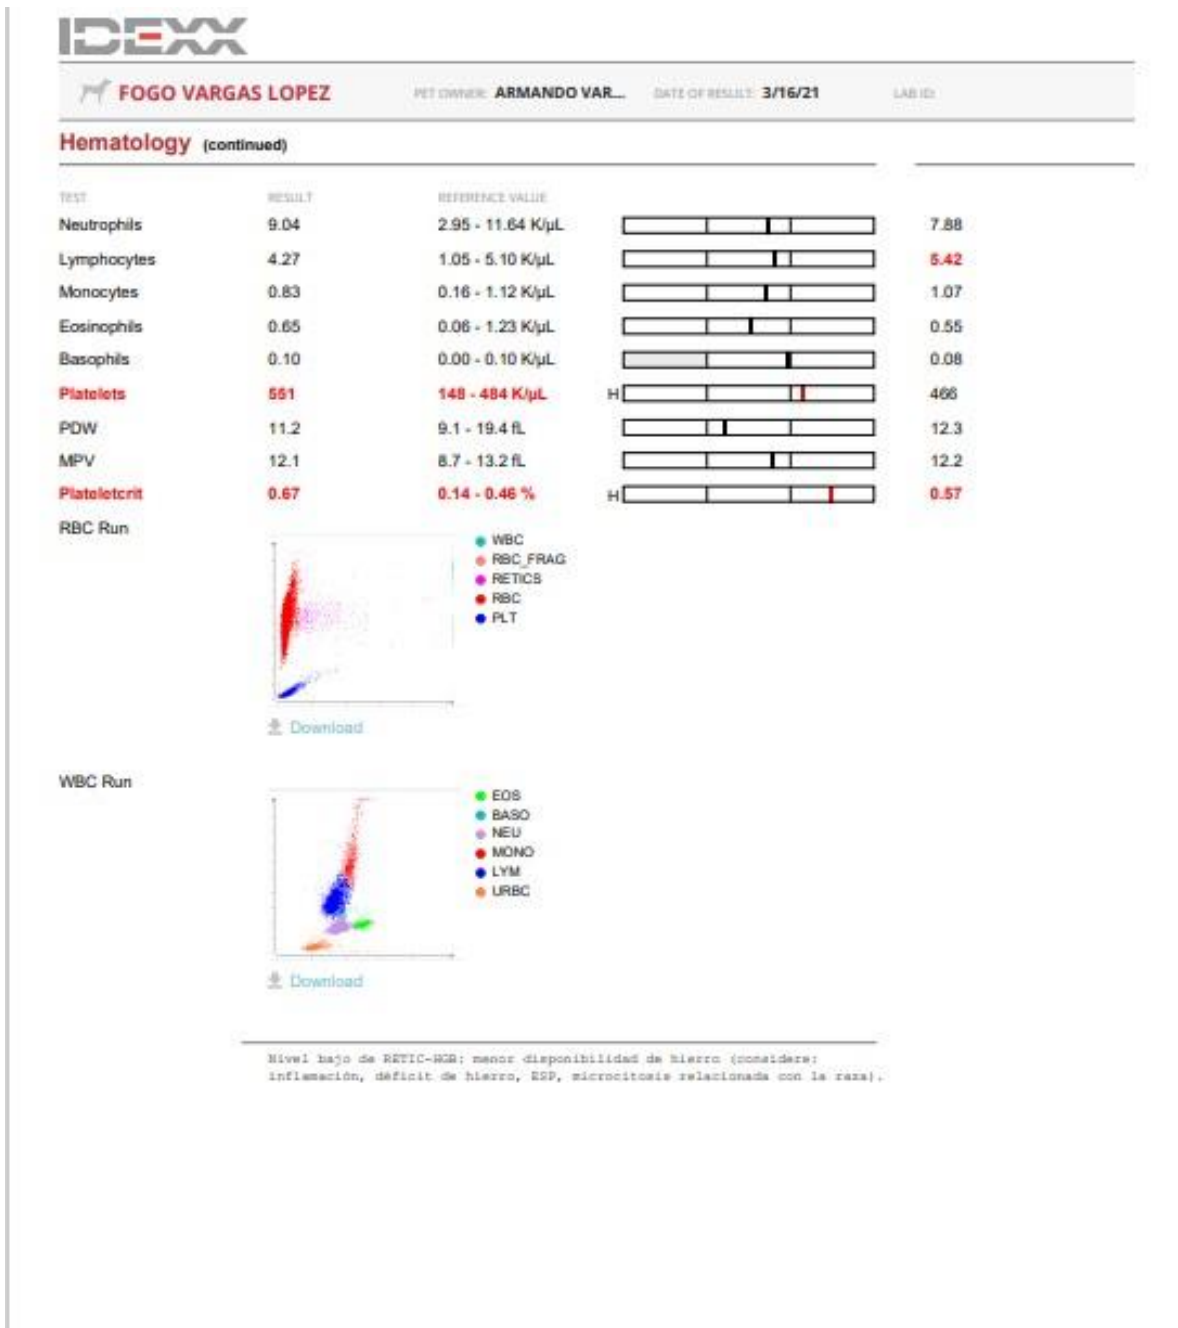 IDEXX
FOGO VARGAS LOPEZ PET OWNER: ARMANDO VAR... DATE OF RESULT: 3/16/21 LAB ID:
Hematology (continued)
TEST RESULT REFERENCE VALUE
Neutrophils 9.04 2.95 - 11.64 K/µL 7.88
Lymphocytes 4.27 1.05 - 5.10 K/µL 5.42
Monocytes 0.83 0.16 - 1.12 K/µL 1.07
Eosinophils 0.65 0.06 - 1.23 K/µL 0.55
Basophils 0.10 0.00 - 0.10 K/µL 0.08
Platelets 551 148 - 484 K/µL H 466
PDW 11.2 9.1 - 19.4 fL 12.3
MPV 12.1 8.7 - 13.2 fL 12.2
Plateletcrit 0.67 0.14 - 0.46 % H 0.57
RBC Run
WBC
RBC_FRAG
RETICS
RBC
PLT
Download
WBC Run
EOS
BASO
NEU
MONO
LYM
URBC
Download
Nivel bajo de RETIC-HGB: menor disponibilidad de hierro (considere:
inflamación, déficit de hierro, ESP, microcitosis relacionada con la raza).